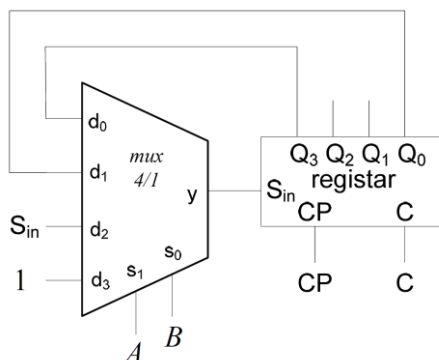 d0
d1
d2
d3
mux
4/1
y
s1
s0
Sin
1
A
B
Q3 Q2 Q1 Q0
registar
Sin
CP C
CP C